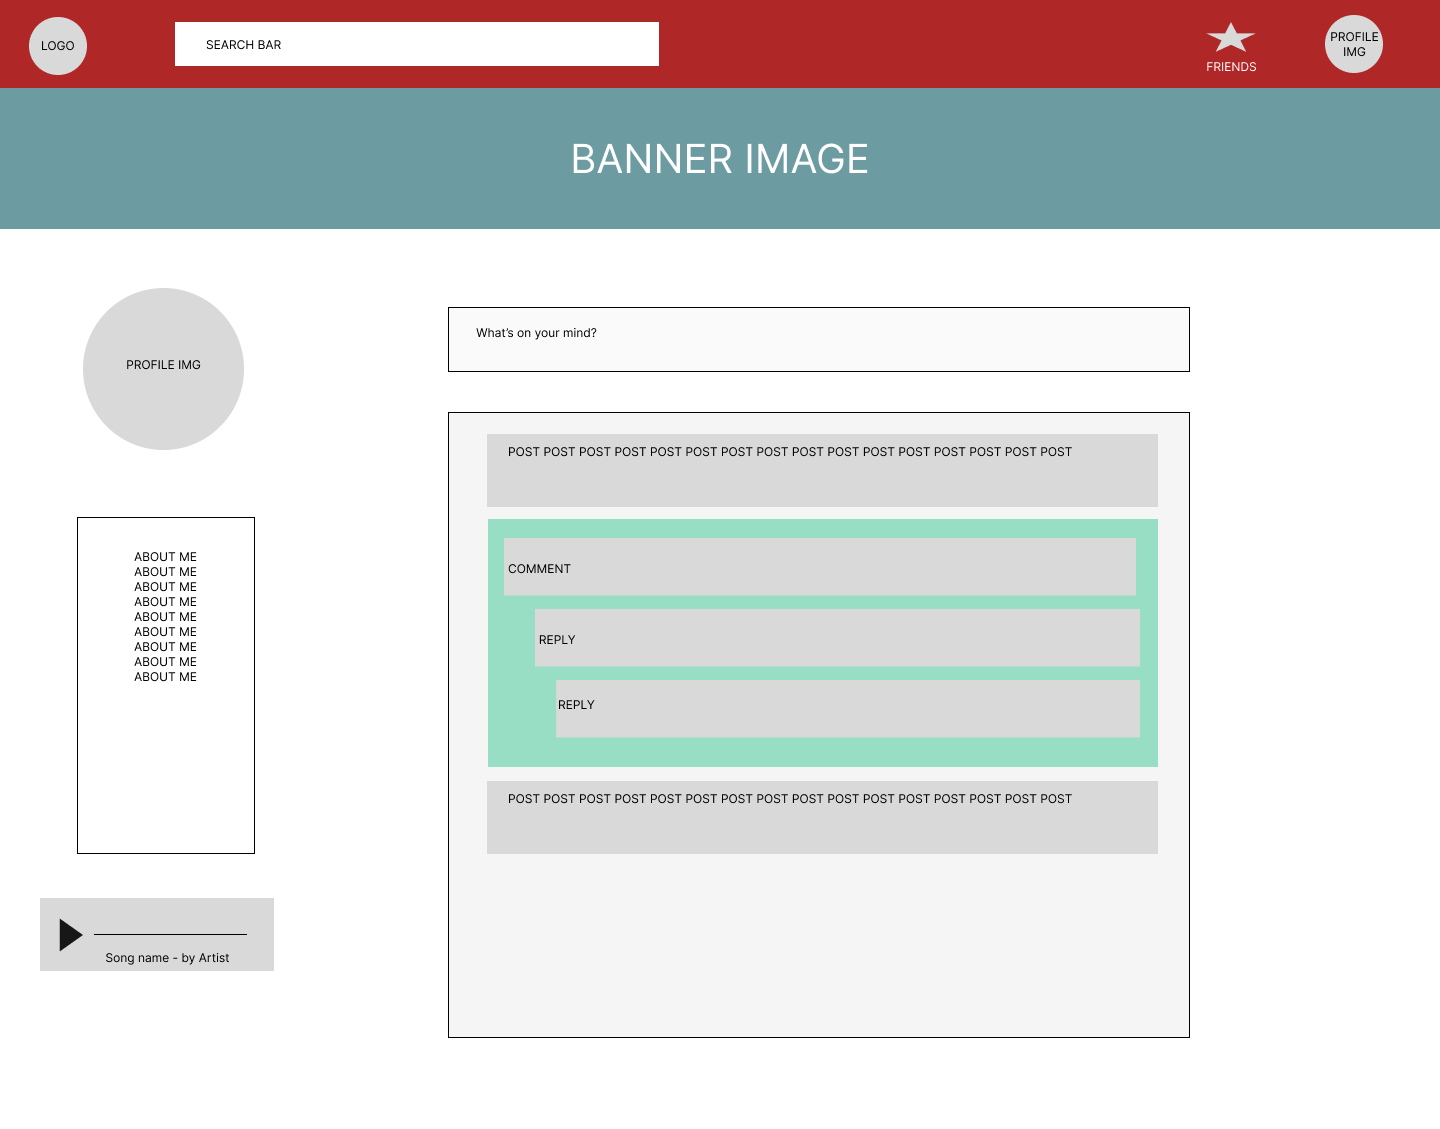 LOGO
SEARCH BAR
FRIENDS
PROFILE
IMG
BANNER IMAGE
PROFILE IMG
ABOUT ME
ABOUT ME
ABOUT ME
ABOUT ME
ABOUT ME
ABOUT ME
ABOUT ME
ABOUT ME
ABOUT ME
Song name - by Artist
What's on your mind?
POST POST POST POST POST POST POST POST POST POST POST POST POST POST POST POST
COMMENT
REPLY
REPLY
POST POST POST POST POST POST POST POST POST POST POST POST POST POST POST POST